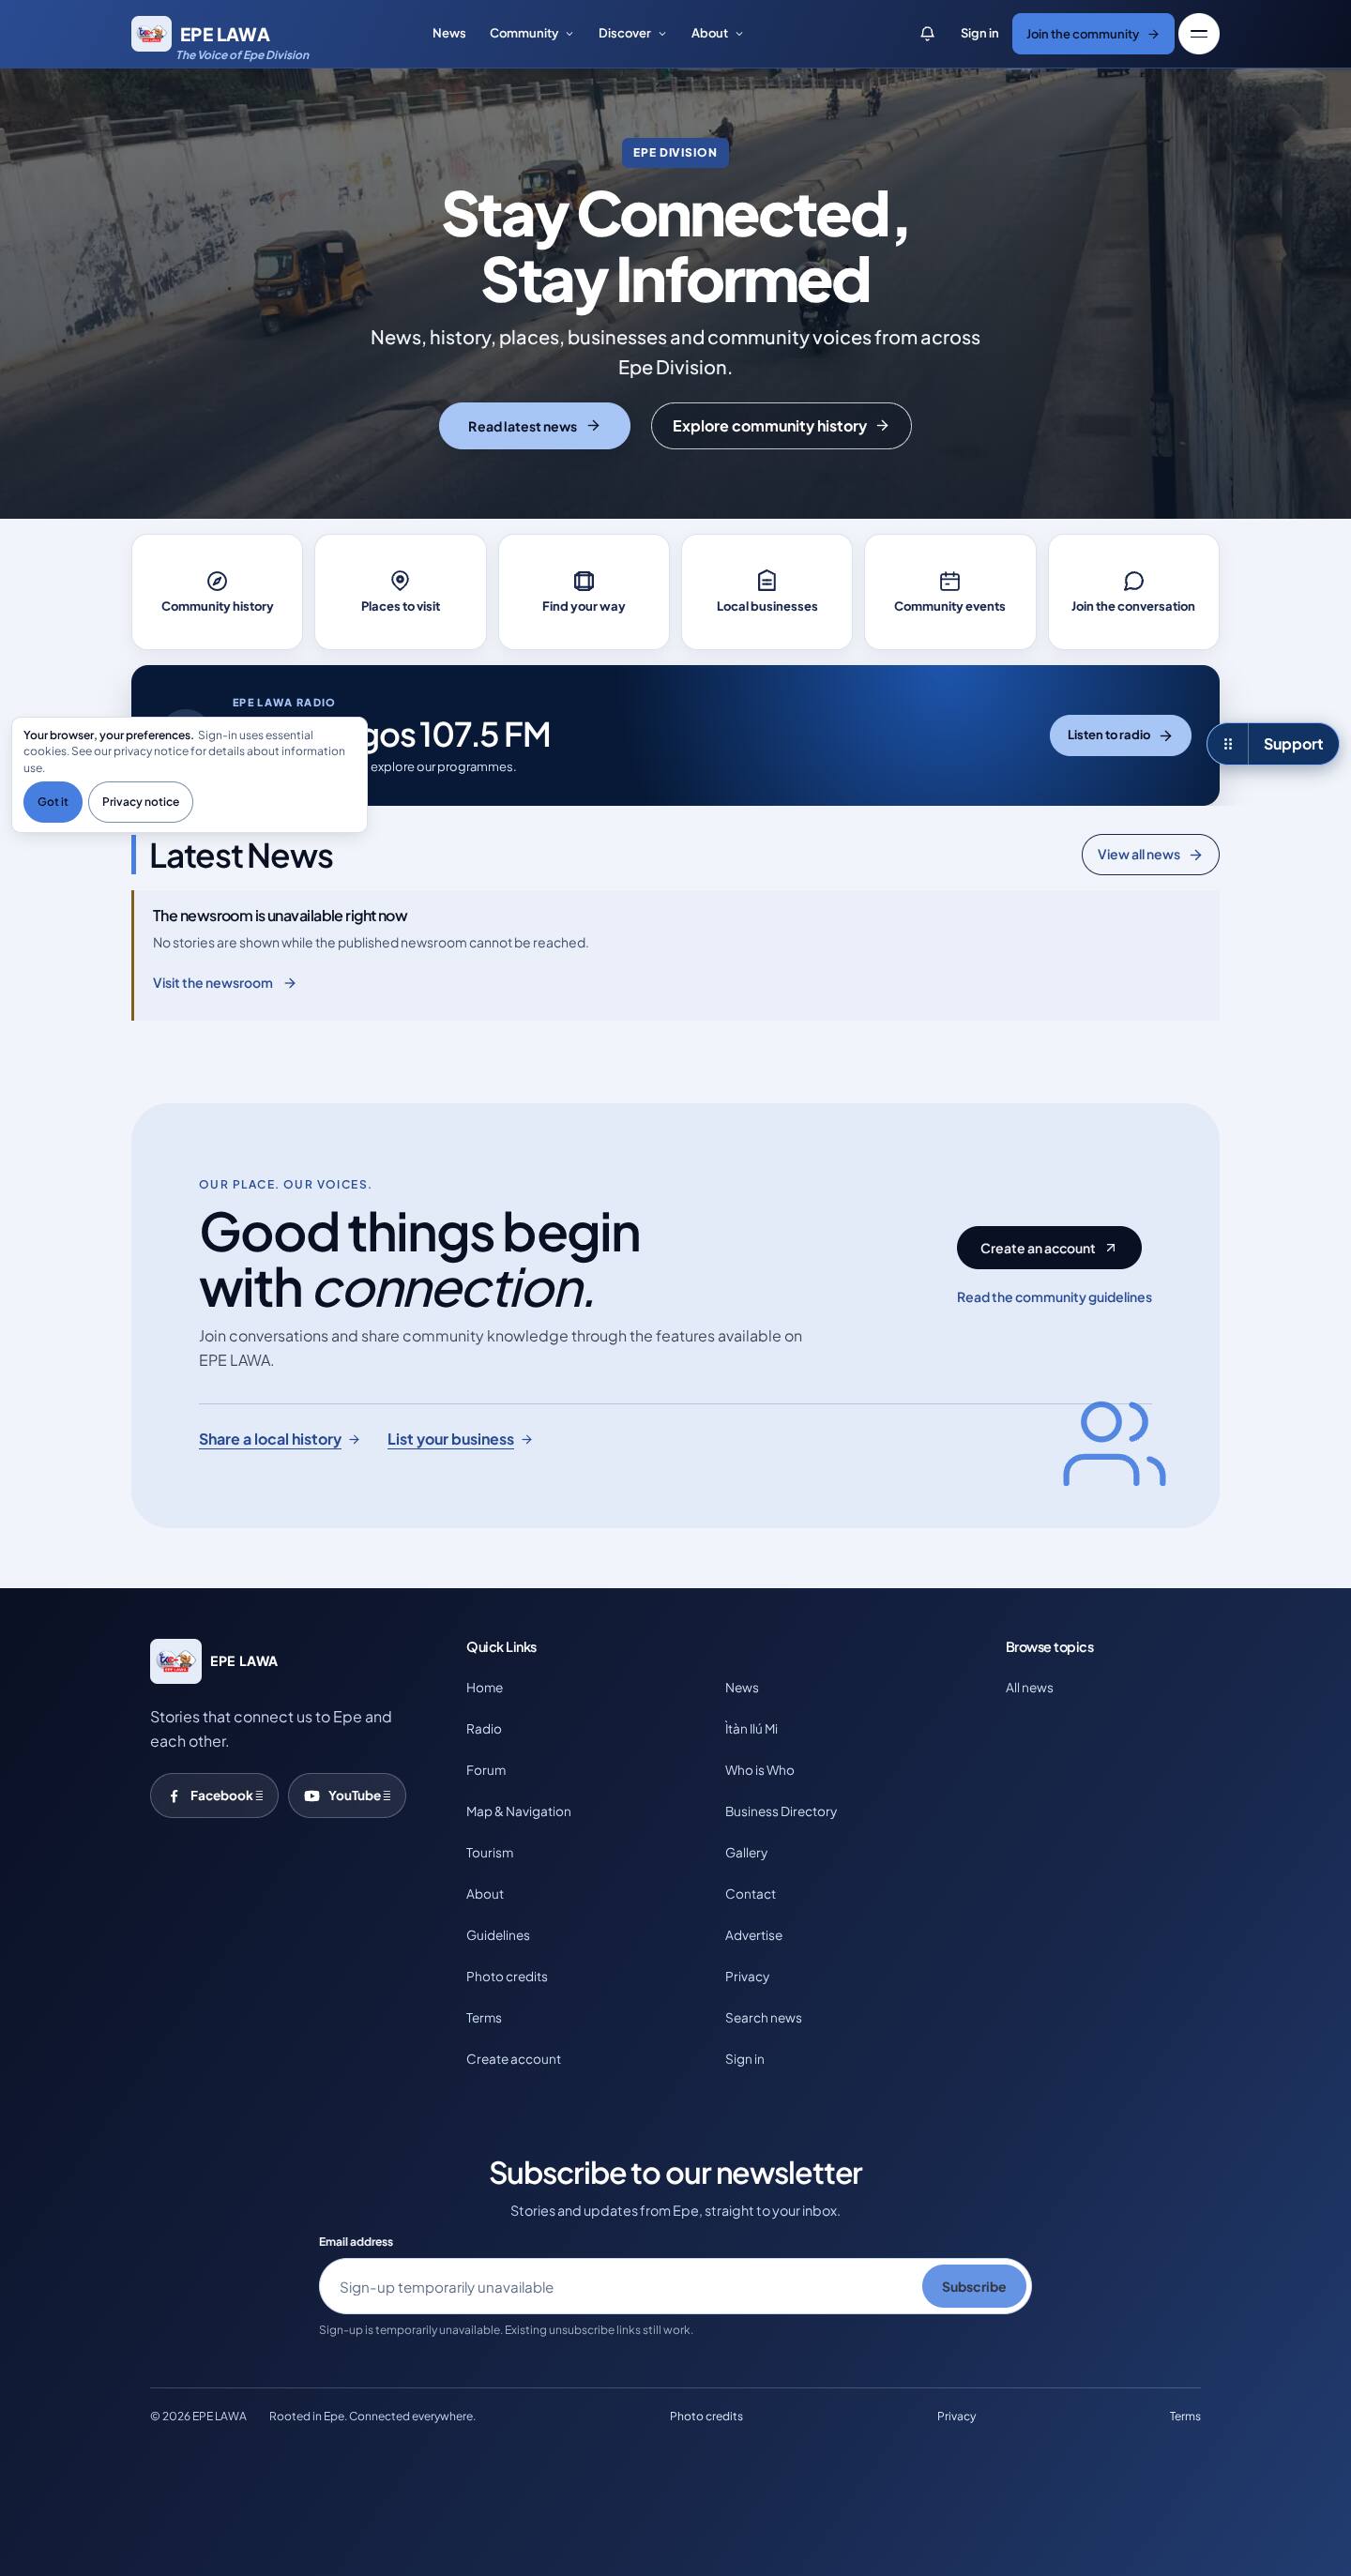 EPE LAWA
The Voice of Epe Division
News
Community
Discover
About
Sign in
Join the community
EPE DIVISION
Stay Connected,
Stay Informed
News, history, places, businesses and community voices from across
Epe Division.
Read latest news
Explore community history
Community history
Places to visit
Find your way
Local businesses
Community events
Join the conversation
EPE LAWA RADIO
gos 107.5 FM
explore our programmes.
Listen to radio
Your browser, your preferences. Sign-in uses essential
cookies. See our privacy notice for details about information
use.
Got it
Privacy notice
Support
Latest News
View all news
The newsroom is unavailable right now
No stories are shown while the published newsroom cannot be reached.
Visit the newsroom
OUR PLACE. OUR VOICES.
Good things begin
with connection.
Join conversations and share community knowledge through the features available on
EPE LAWA.
Create an account
Read the community guidelines
Share a local history
List your business
EPE LAWA
Stories that connect us to Epe and
each other.
Facebook
YouTube
Quick Links
Home
News
Radio
Ìtàn Ilú Mi
Forum
Who is Who
Map & Navigation
Business Directory
Tourism
Gallery
About
Contact
Guidelines
Advertise
Photo credits
Privacy
Terms
Search news
Create account
Sign in
Browse topics
All news
Subscribe to our newsletter
Stories and updates from Epe, straight to your inbox.
Email address
Sign-up temporarily unavailable
Subscribe
Sign-up is temporarily unavailable. Existing unsubscribe links still work.
© 2026 EPE LAWA
Rooted in Epe. Connected everywhere.
Photo credits
Privacy
Terms